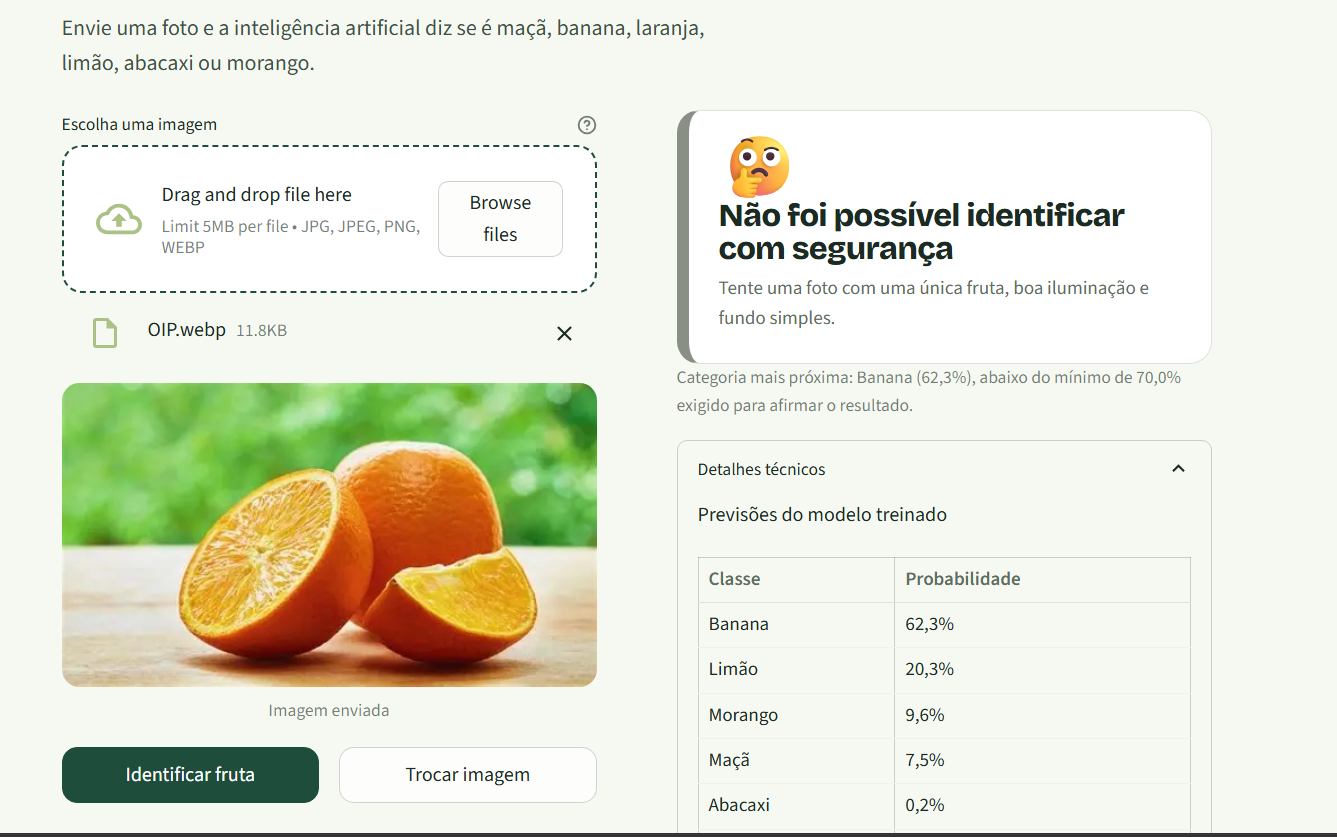 Envie uma foto e a inteligência artificial diz se é maçã, banana, laranja,
limão, abacaxi ou morango.
Escolha uma imagem
Drag and drop file here
Limit 5MB per file • JPG, JPEG, PNG,
WEBP
Browse
files
OIP.webp 11.8KB
Imagem enviada
Identificar fruta
Trocar imagem
Não foi possível identificar
com segurança
Tente uma foto com uma única fruta, boa iluminação e
fundo simples.
Categoria mais próxima: Banana (62,3%), abaixo do mínimo de 70,0%
exigido para afirmar o resultado.
Detalhes técnicos
Previsões do modelo treinado
Classe Probabilidade
Banana 62,3%
Limão 20,3%
Morango 9,6%
Maçã 7,5%
Abacaxi 0,2%